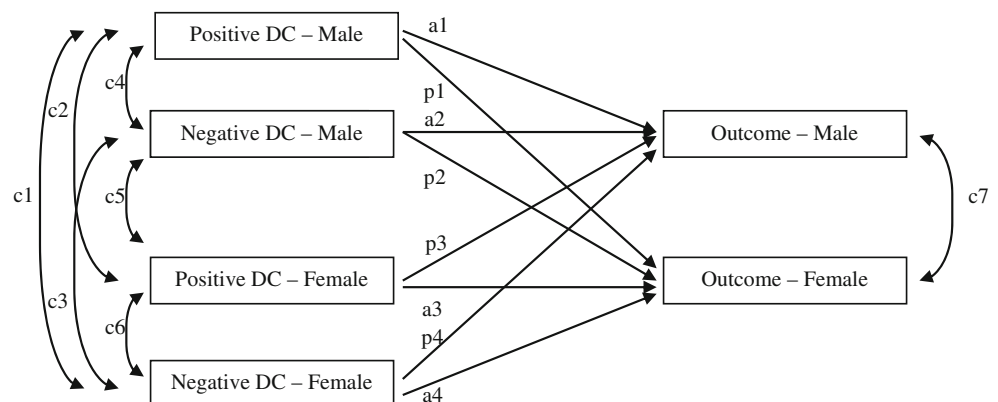 Positive DC – Male
a1
c4
c2
p1
a2
Negative DC – Male
Outcome – Male
p2
c1
c5
c7
p3
Positive DC – Female
Outcome – Female
c3
a3
c6
p4
Negative DC – Female
a4